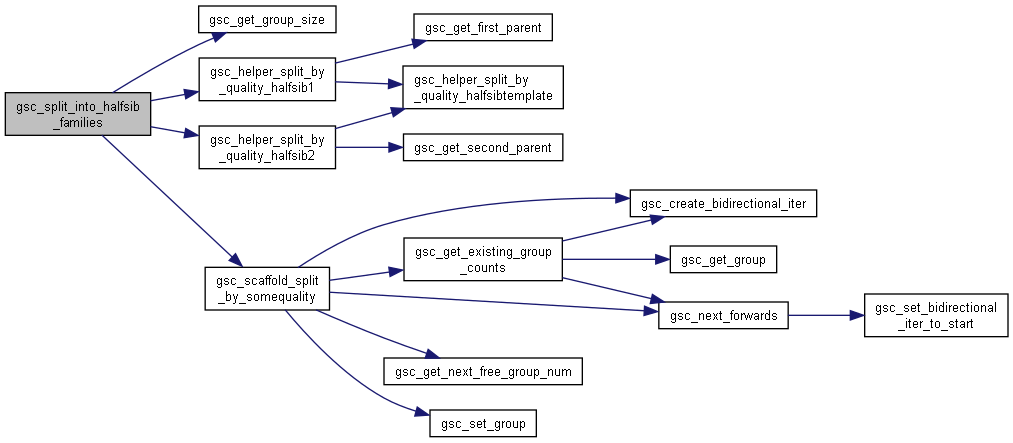 gsc_split_into_halfsib
_families
gsc_get_group_size
gsc_helper_split_by
_quality_halfsib1
gsc_helper_split_by
_quality_halfsib2
gsc_scaffold_split
_by_somequality
gsc_get_first_parent
gsc_helper_split_by
_quality_halfsibtemplate
gsc_get_second_parent
gsc_get_existing_group
_counts
gsc_get_next_free_group_num
gsc_set_group
gsc_create_bidirectional_iter
gsc_get_group
gsc_next_forwards
gsc_set_bidirectional
_iter_to_start